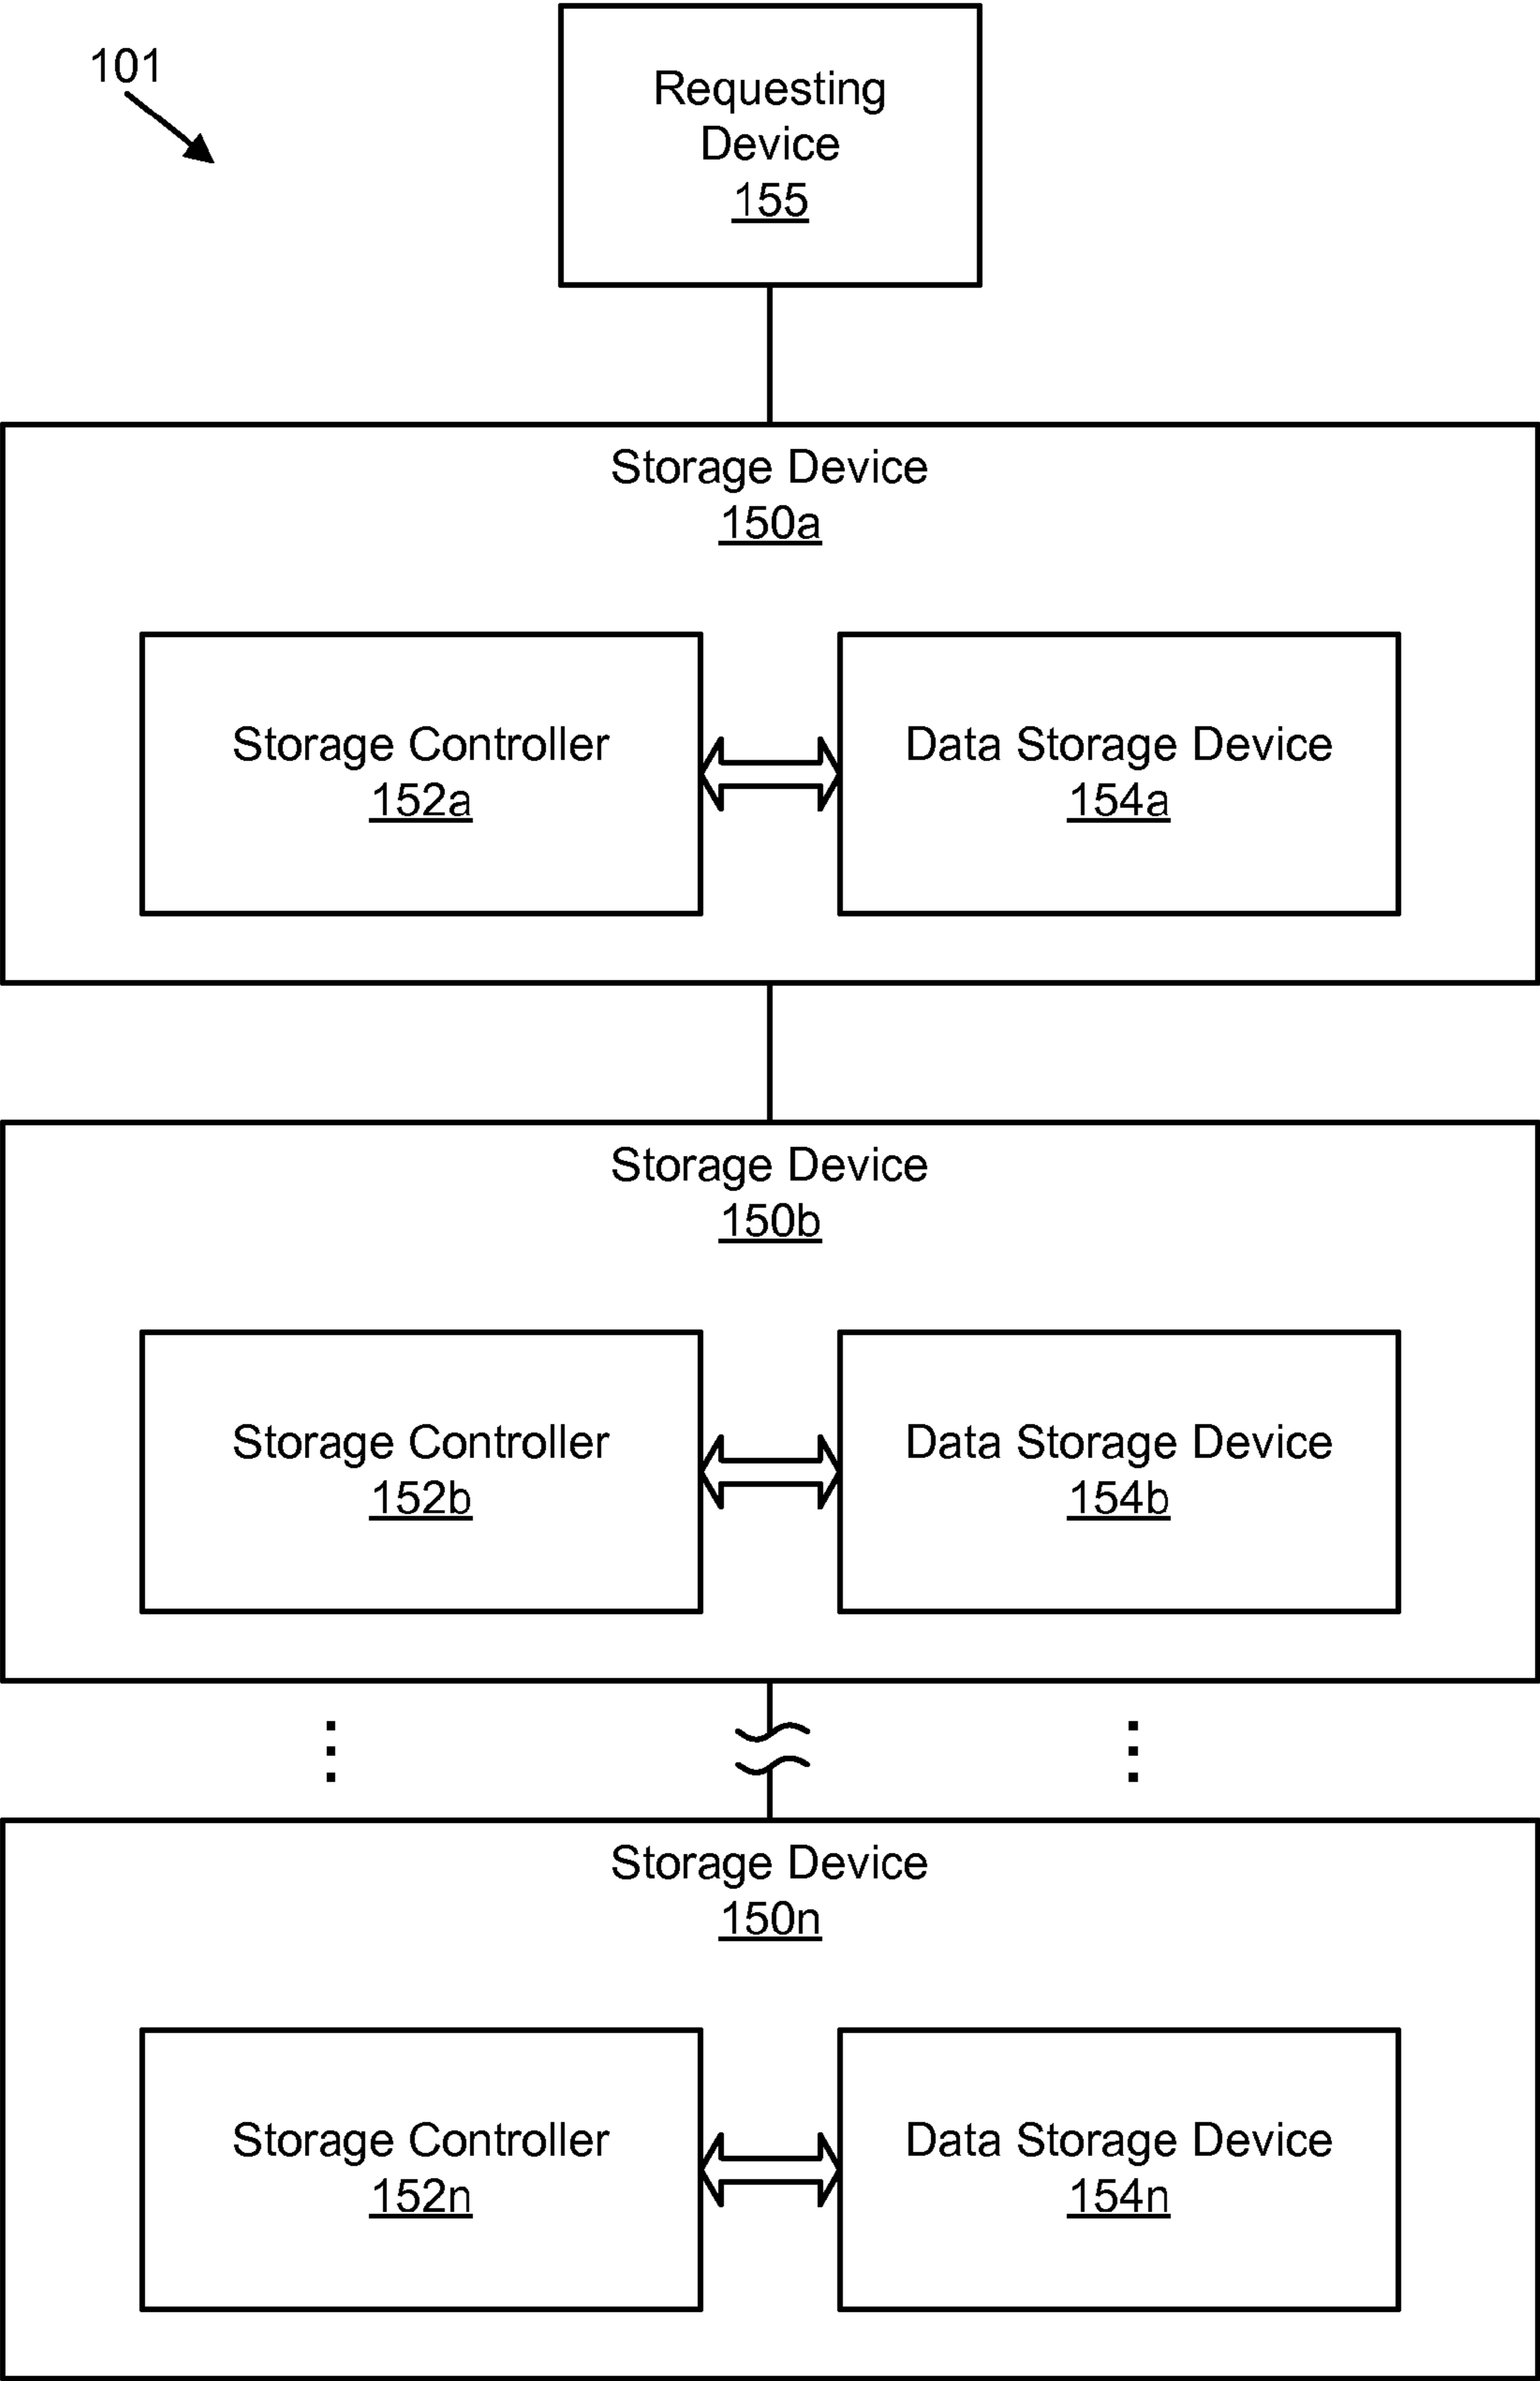 101
Requesting
Device
155
Storage Device
150a
Storage Controller
152a
Data Storage Device
154a
Storage Device
150b
Storage Controller
152b
Data Storage Device
154b
Storage Device
150n
Storage Controller
152n
Data Storage Device
154n